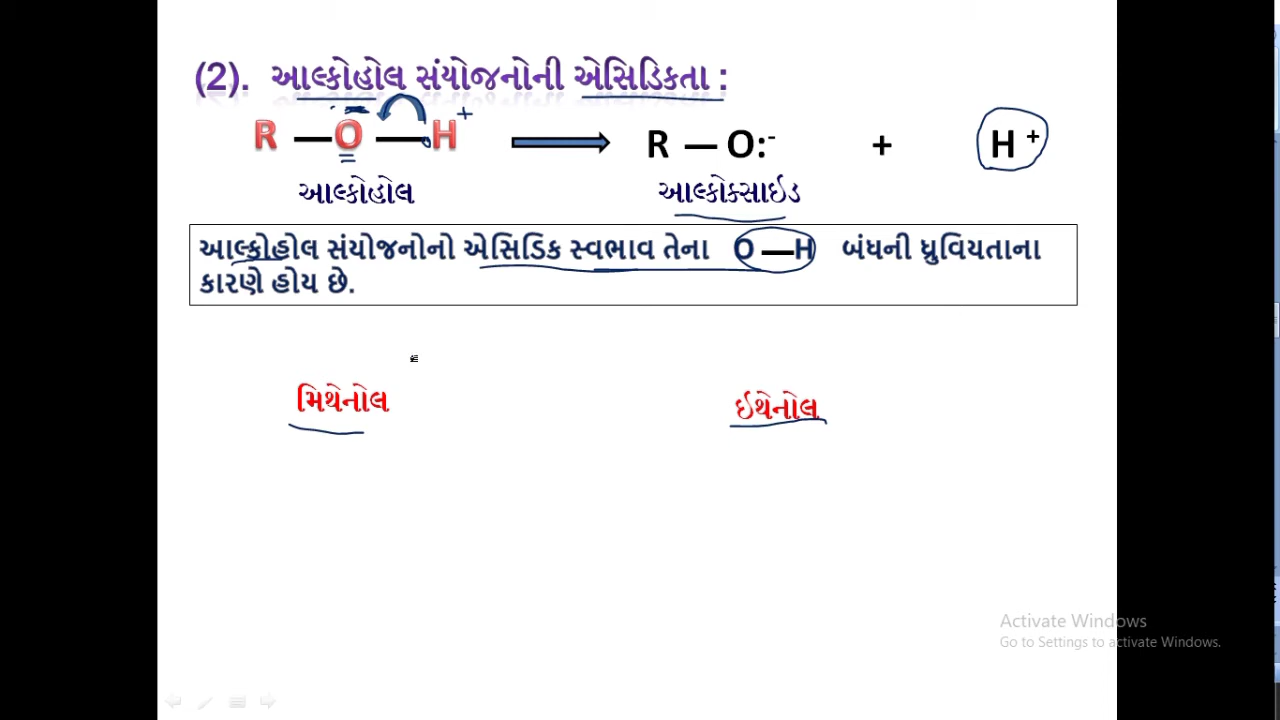 (2). આલ્કોહોલ સંયોજનોની એસિડિકતા :
R — O — H + → R — O:- + H +
આલ્કોહોલ આલ્કોક્સાઈડ
આલ્કોહોલ સંયોજનોનો એસિડિક સ્વભાવ તેના O — H બંધની ધ્રુવિયતાના
કારણે હોય છે.
મિથેનોલ ઈથેનોલ
Activate Windows
Go to Settings to activate Windows.